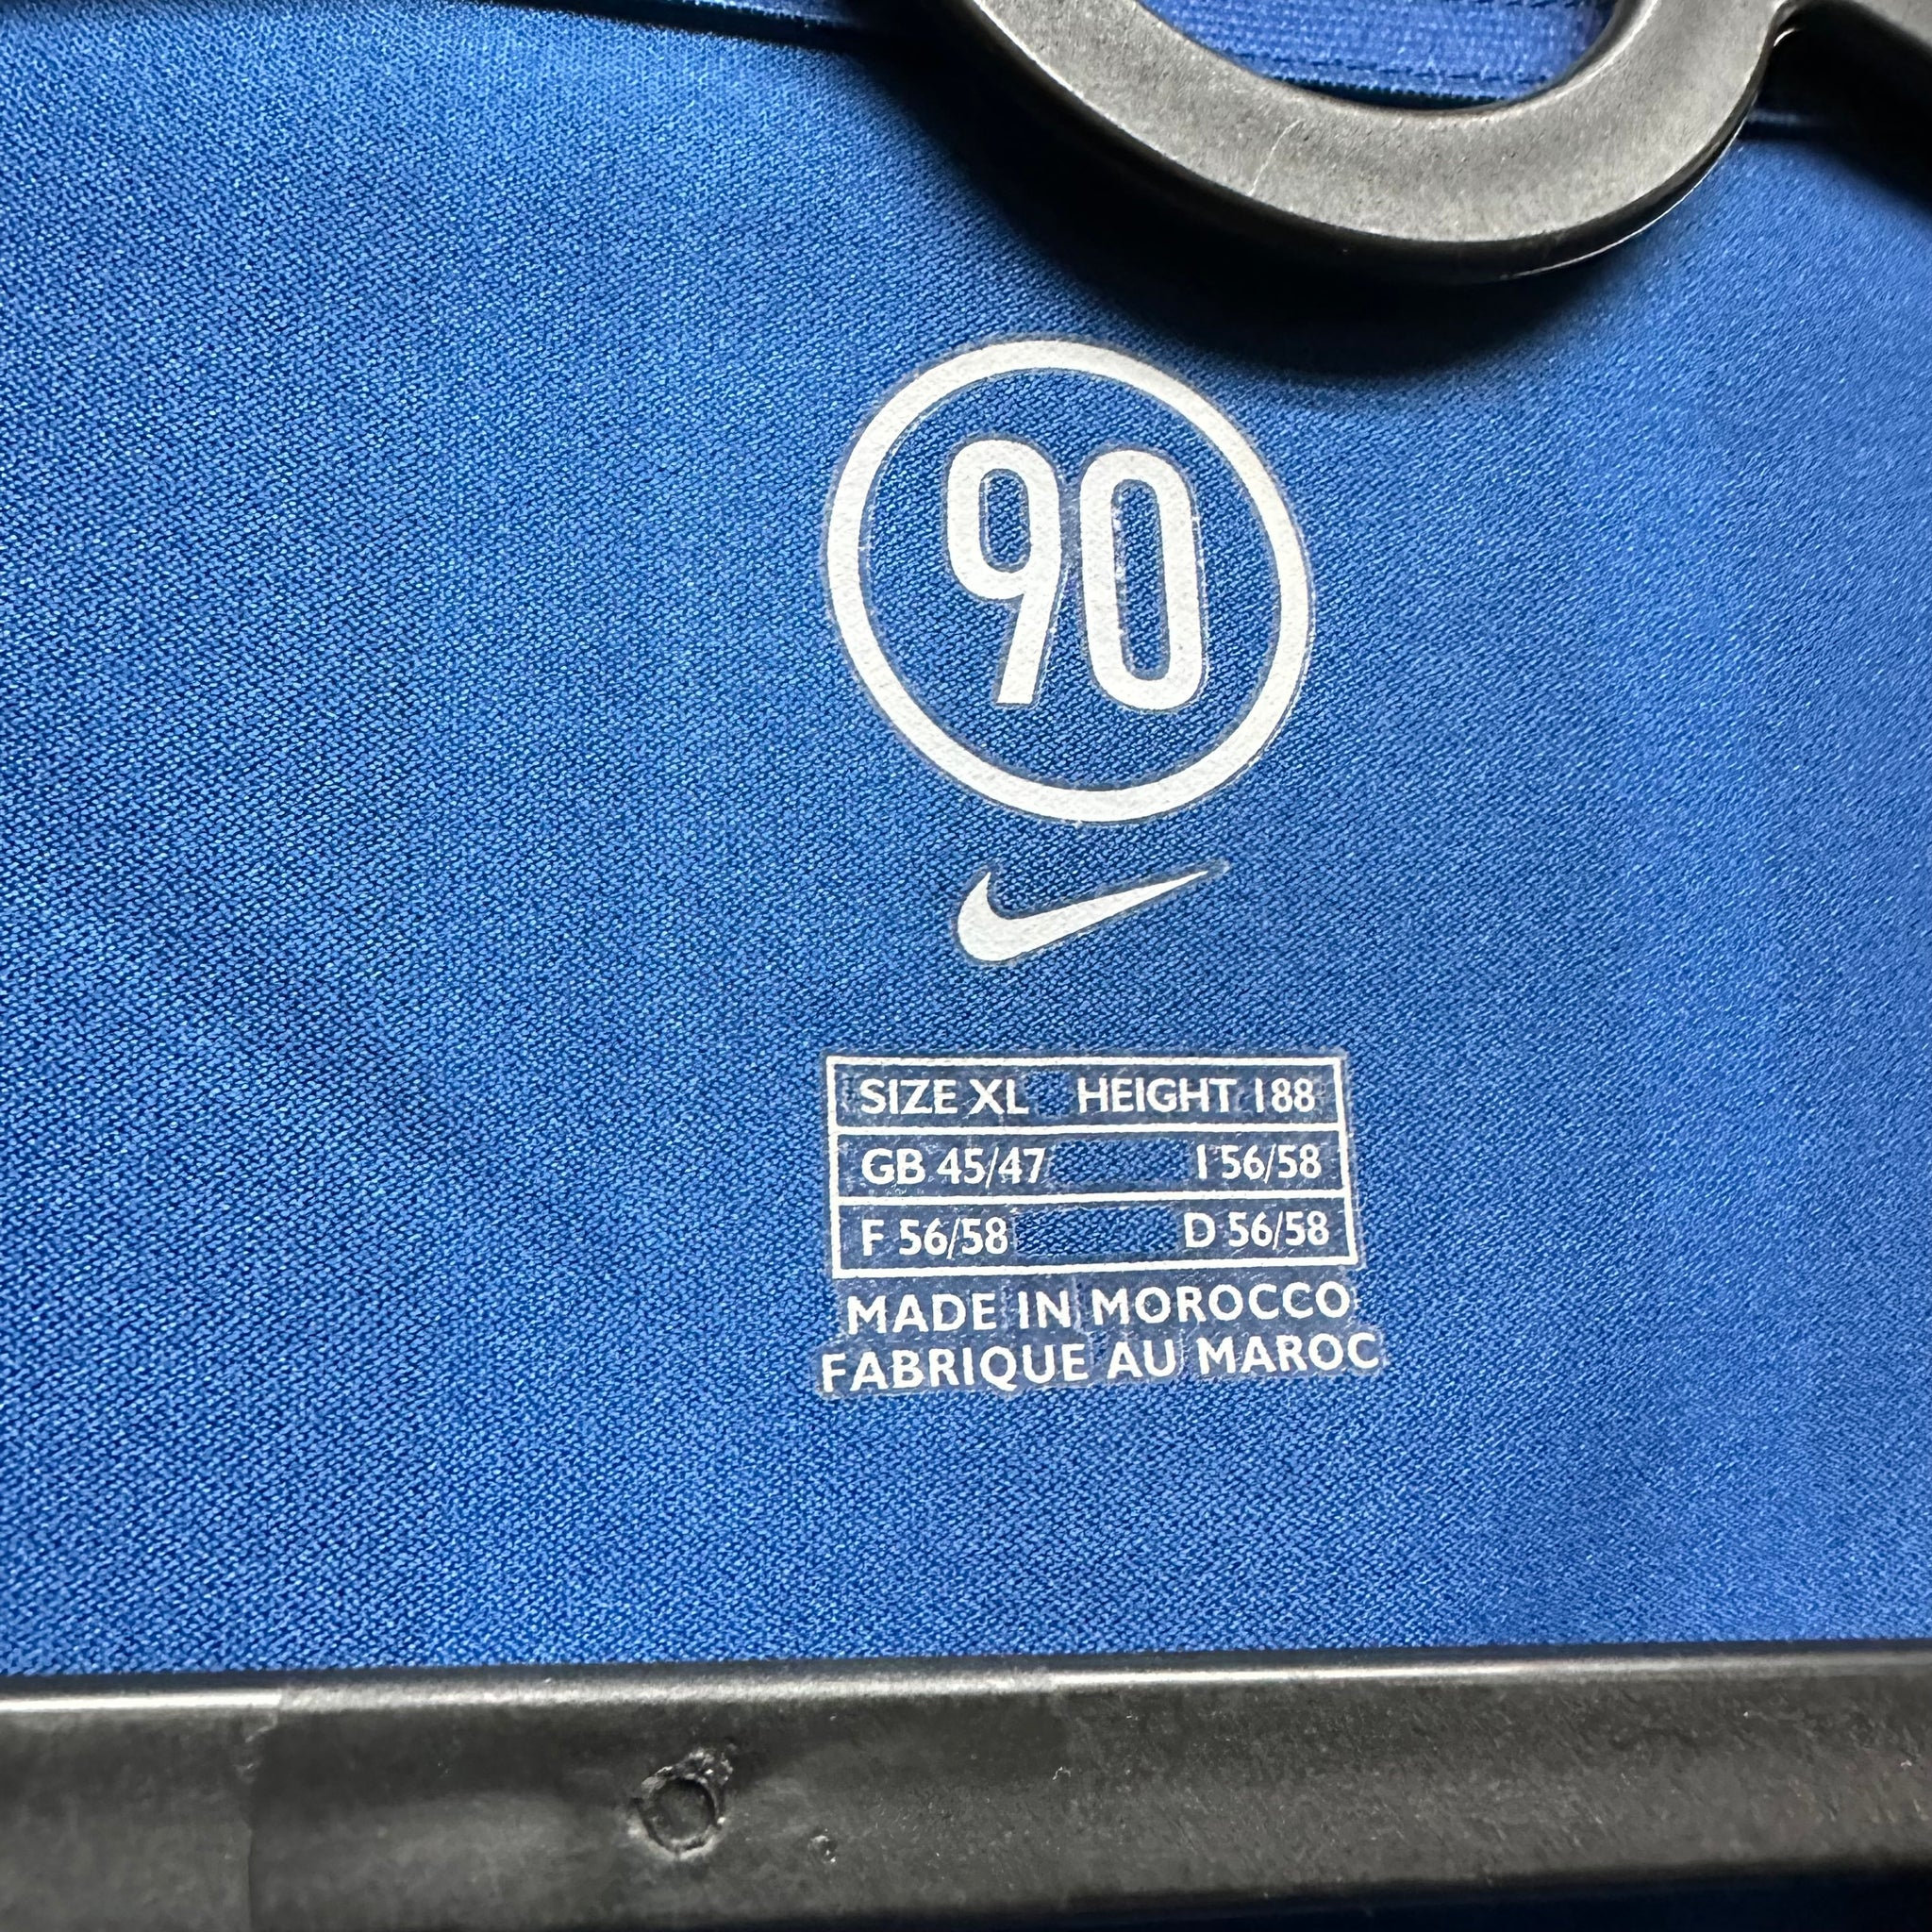 90
SIZE XL HEIGHT 188
GB 45/47 I 56/58
F 56/58 D 56/58
MADE IN MOROCCO
FABRIQUE AU MAROC